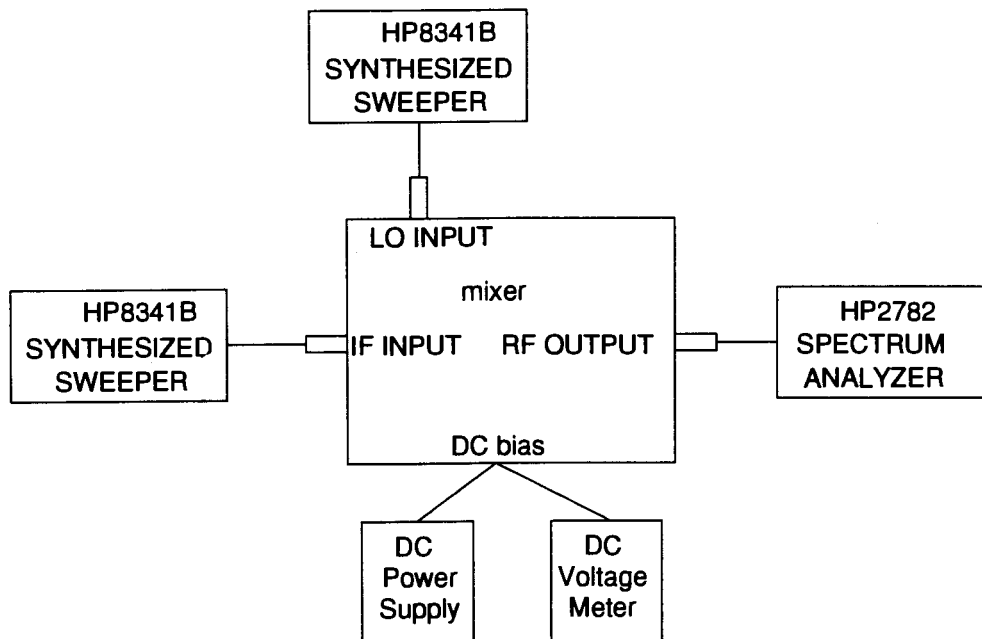 HP8341B
SYNTHESIZED
SWEEPER
LO INPUT
mixer
HP8341B
SYNTHESIZED
SWEEPER
IF INPUT
RF OUTPUT
HP2782
SPECTRUM
ANALYZER
DC bias
DC
Power
Supply
DC
Voltage
Meter